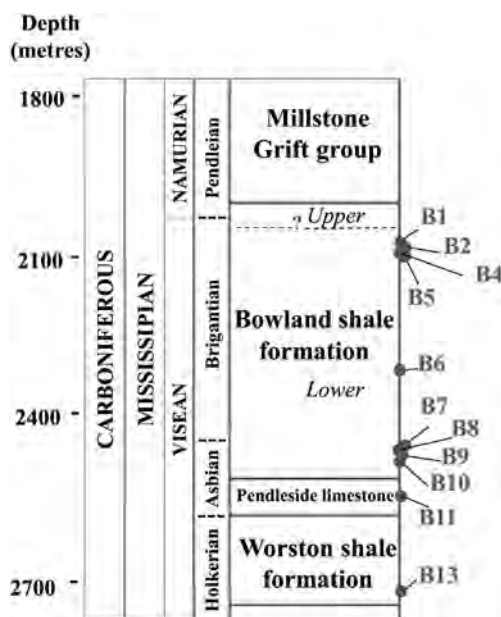 Depth
(metres)
1800
2100
2400
2700
CARBONIFEROUS
MISSISSIPIAN
NAMURIAN
VISEAN
Pendleian
Brigantian
Asbian
Holkerian
Millstone
Grift group
? Upper
Bowland shale
formation
Lower
Pendleside limestone
Worston shale
formation
B1
B2
B4
B5
B6
B7
B8
B9
B10
B11
B13